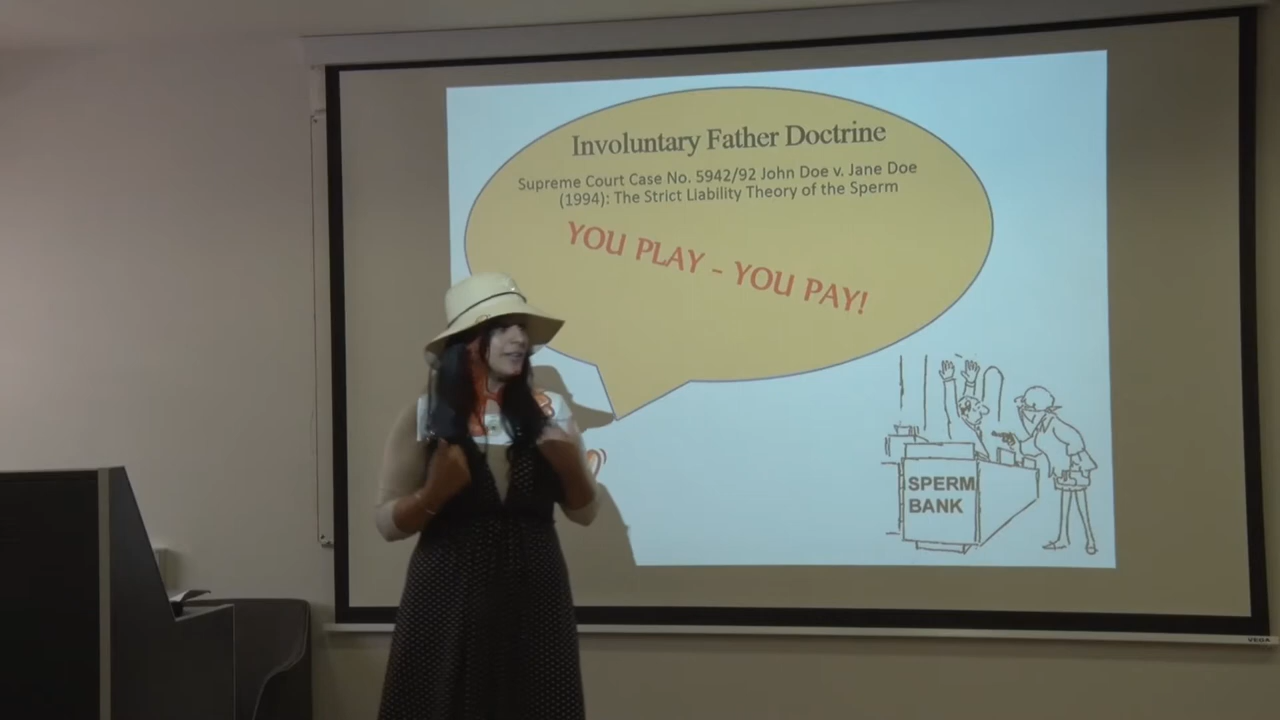 Involuntary Father Doctrine
Supreme Court Case No. 5942/92 John Doe v. Jane Doe
(1994): The Strict Liability Theory of the Sperm
YOU PLAY - YOU PAY!
SPERM
BANK
VEGA